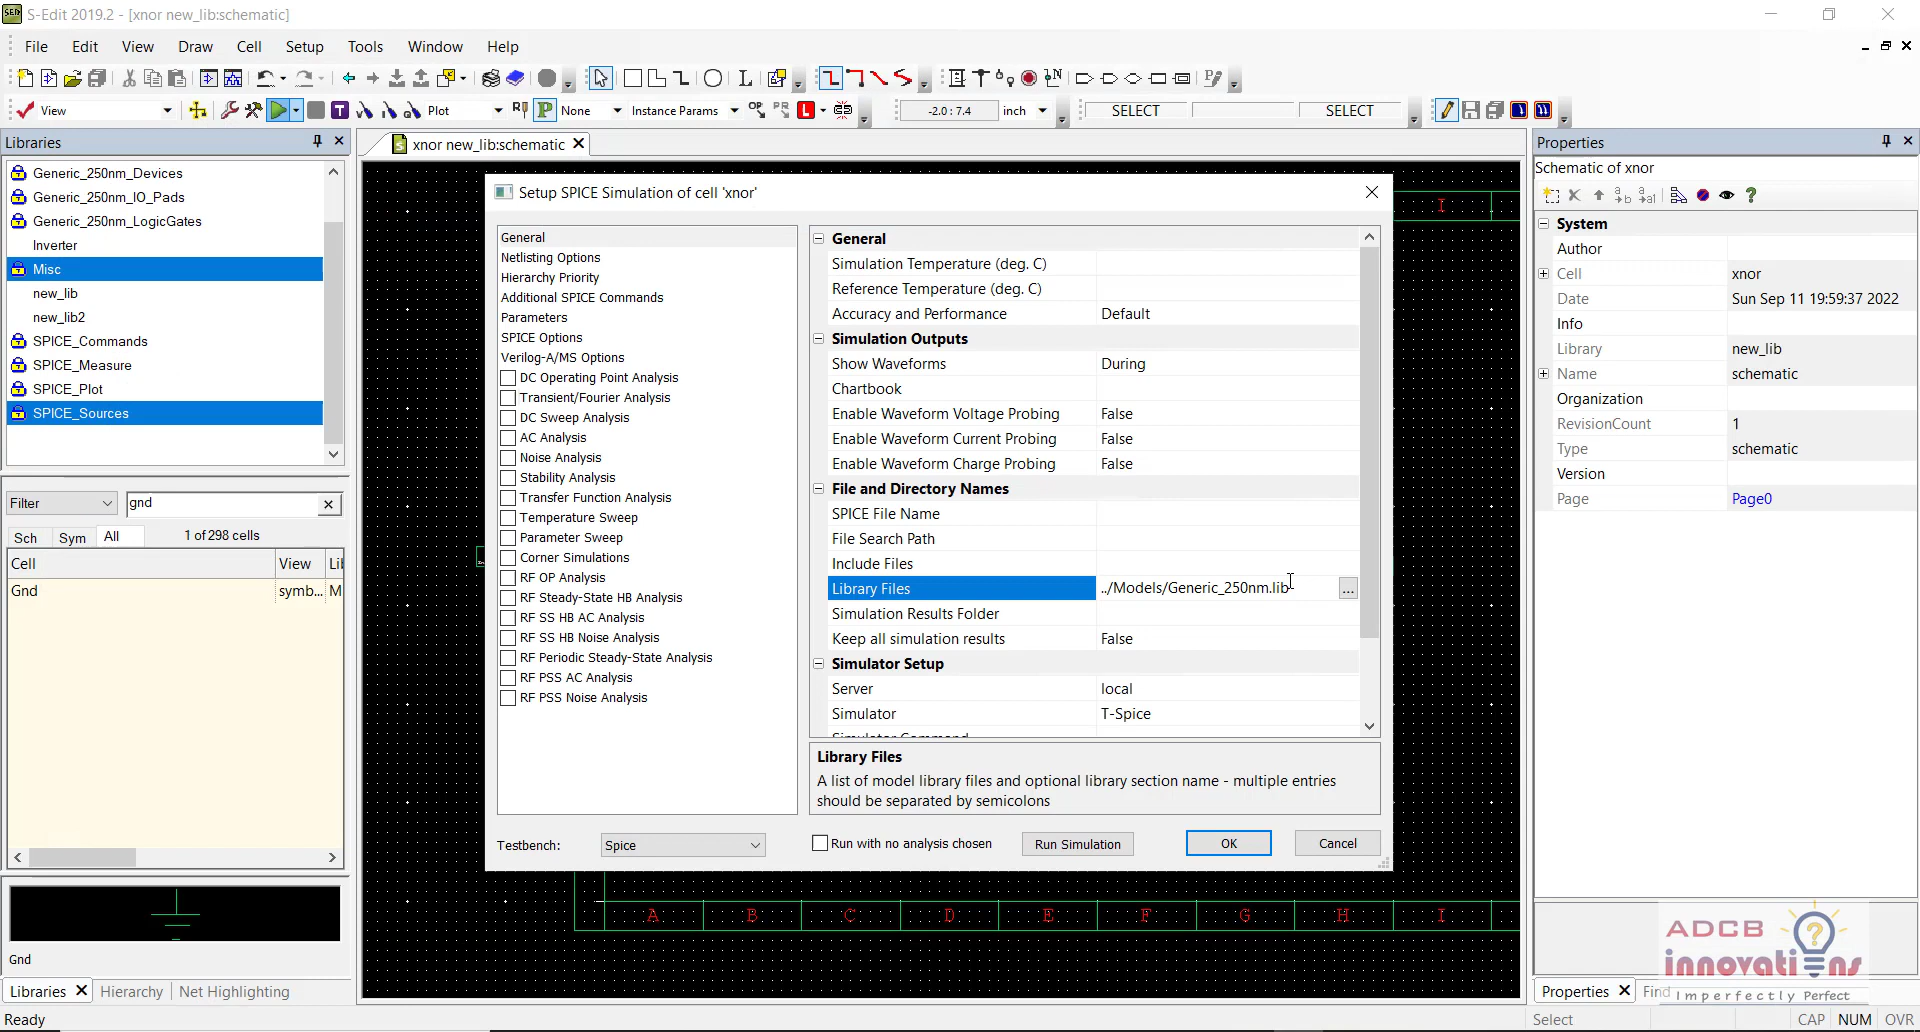 S-Edit 2019.2 - [xnor new_lib:schematic]
File Edit View Draw Cell Setup Tools Window Help
View Plot None Instance Params -2.0 : 7.4 inch SELECT SELECT
Libraries
Generic_250nm_Devices
Generic_250nm_IO_Pads
Generic_250nm_LogicGates
Inverter
Misc
new_lib
new_lib2
SPICE_Commands
SPICE_Measure
SPICE_Plot
SPICE_Sources
Filter gnd
Sch Sym All 1 of 298 cells
Cell View Li
Gnd symb... M
Gnd
Libraries Hierarchy Net Highlighting
Ready
xnor new_lib:schematic
Setup SPICE Simulation of cell 'xnor'
General
Netlisting Options
Hierarchy Priority
Additional SPICE Commands
Parameters
SPICE Options
Verilog-A/MS Options
DC Operating Point Analysis
Transient/Fourier Analysis
DC Sweep Analysis
AC Analysis
Noise Analysis
Stability Analysis
Transfer Function Analysis
Temperature Sweep
Parameter Sweep
Corner Simulations
RF OP Analysis
RF Steady-State HB Analysis
RF SS HB AC Analysis
RF SS HB Noise Analysis
RF Periodic Steady-State Analysis
RF PSS AC Analysis
RF PSS Noise Analysis
General
Simulation Temperature (deg. C)
Reference Temperature (deg. C)
Accuracy and Performance Default
Simulation Outputs
Show Waveforms During
Chartbook
Enable Waveform Voltage Probing False
Enable Waveform Current Probing False
Enable Waveform Charge Probing False
File and Directory Names
SPICE File Name
File Search Path
Include Files
Library Files ../Models/Generic_250nm.lib ...
Simulation Results Folder
Keep all simulation results False
Simulator Setup
Server local
Simulator T-Spice
Simulator Command
Library Files
A list of model library files and optional library section name - multiple entries
should be separated by semicolons
Testbench: Spice Run with no analysis chosen Run Simulation OK Cancel
I
A B C D E F G H I
Properties
Schematic of xnor
System
Author
Cell xnor
Date Sun Sep 11 19:59:37 2022
Info
Library new_lib
Name schematic
Organization
RevisionCount 1
Type schematic
Version
Page Page0
ADCB
innovations
Imperfectly Perfect
Properties Find
Select CAP NUM OVR